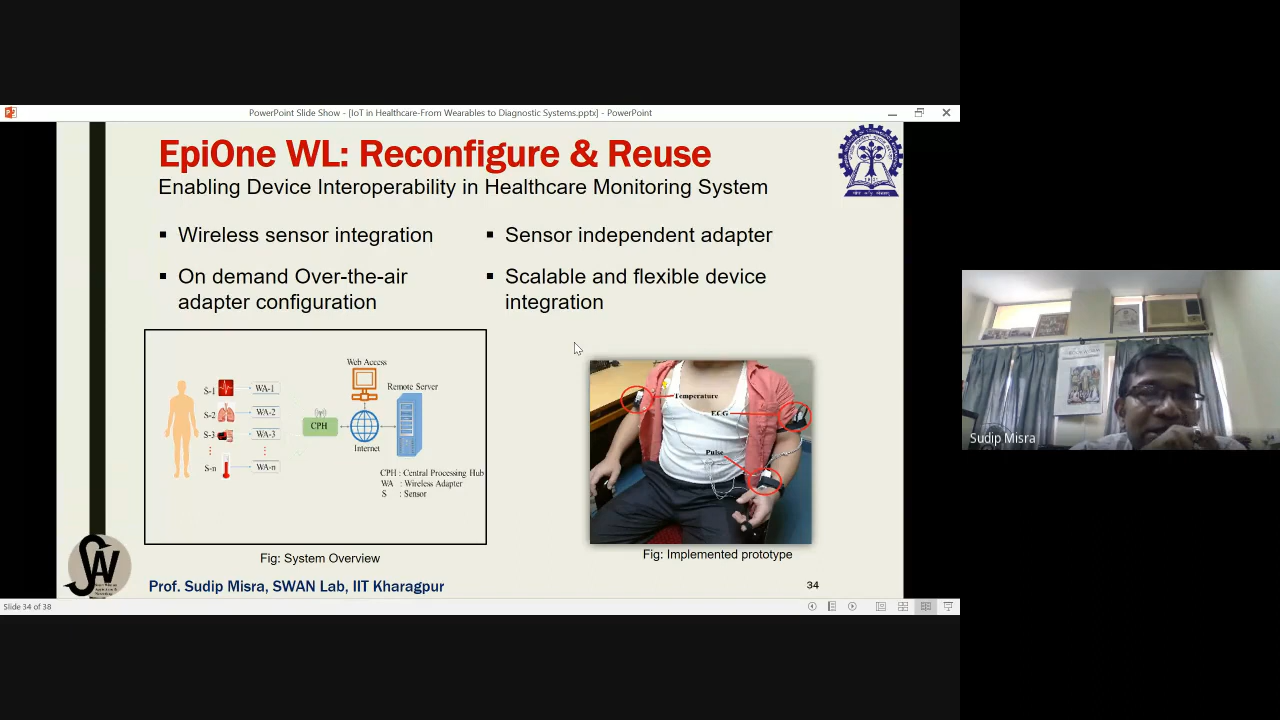 PowerPoint Slide Show - [IoT in Healthcare-From Wearables to Diagnostic Systems.pptx] - PowerPoint
EpiOne WL: Reconfigure & Reuse
Enabling Device Interoperability in Healthcare Monitoring System
▪ Wireless sensor integration
▪ On demand Over-the-air
adapter configuration
▪ Sensor independent adapter
▪ Scalable and flexible device
integration
Web Access
Remote Server
S-1 WA-1
S-2 WA-2
S-3 WA-3
S-n WA-n
CPH
Internet
CPH : Central Processing Hub
WA : Wireless Adapter
S : Sensor
Fig: System Overview
Temperature
ECG
Pulse
Fig: Implemented prototype
SWAN
Prof. Sudip Misra, SWAN Lab, IIT Kharagpur
34
Slide 34 of 38
Sudip Misra